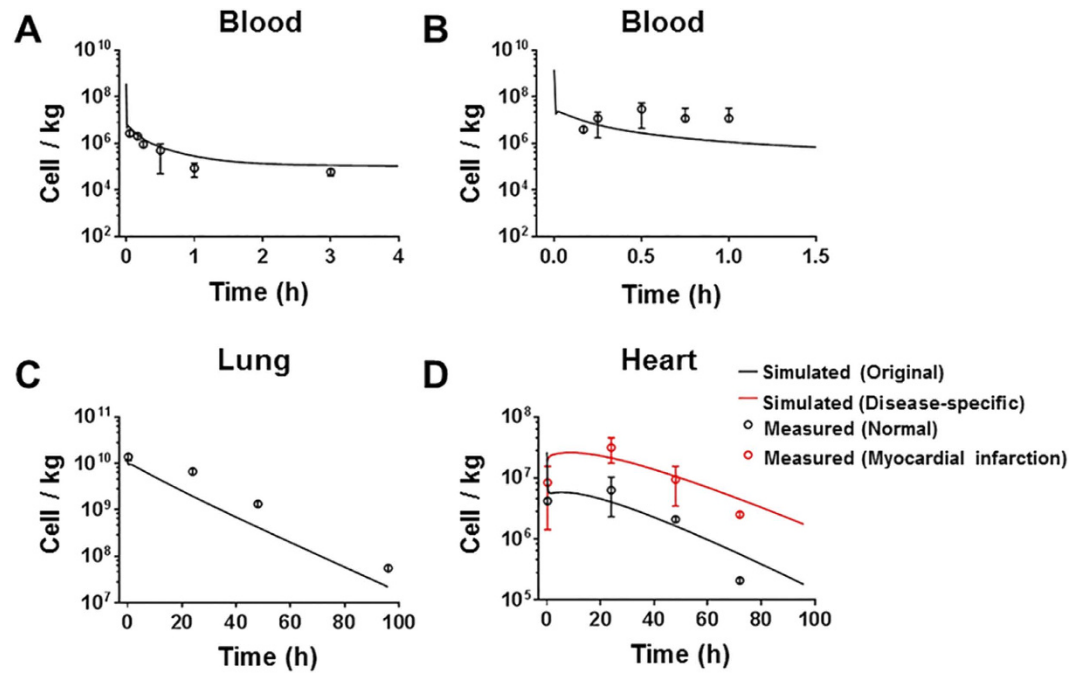 A
Blood
Cell / kg
10^10
10^8
10^6
10^4
10^2
0 1 2 3 4
Time (h)
B
Blood
Cell / kg
10^10
10^8
10^6
10^4
10^2
0.0 0.5 1.0 1.5
Time (h)
C
Lung
Cell / kg
10^11
10^10
10^9
10^8
10^7
0 20 40 60 80 100
Time (h)
D
Heart
Cell / kg
10^8
10^7
10^6
10^5
0 20 40 60 80 100
Time (h)
Simulated (Original)
Simulated (Disease-specific)
Measured (Normal)
Measured (Myocardial infarction)